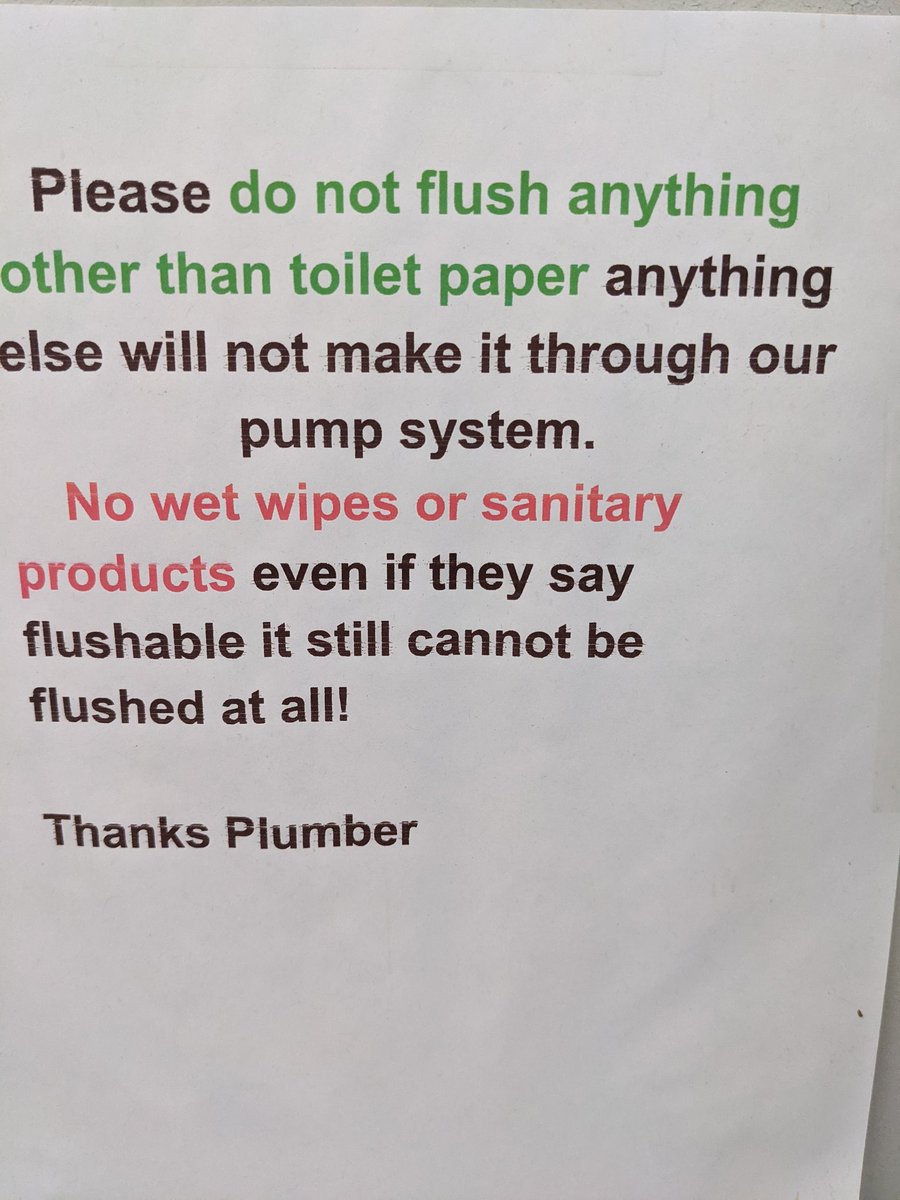 Please do not flush anything
other than toilet paper anything
else will not make it through our
pump system.
No wet wipes or sanitary
products even if they say
flushable it still cannot be
flushed at all!
Thanks Plumber